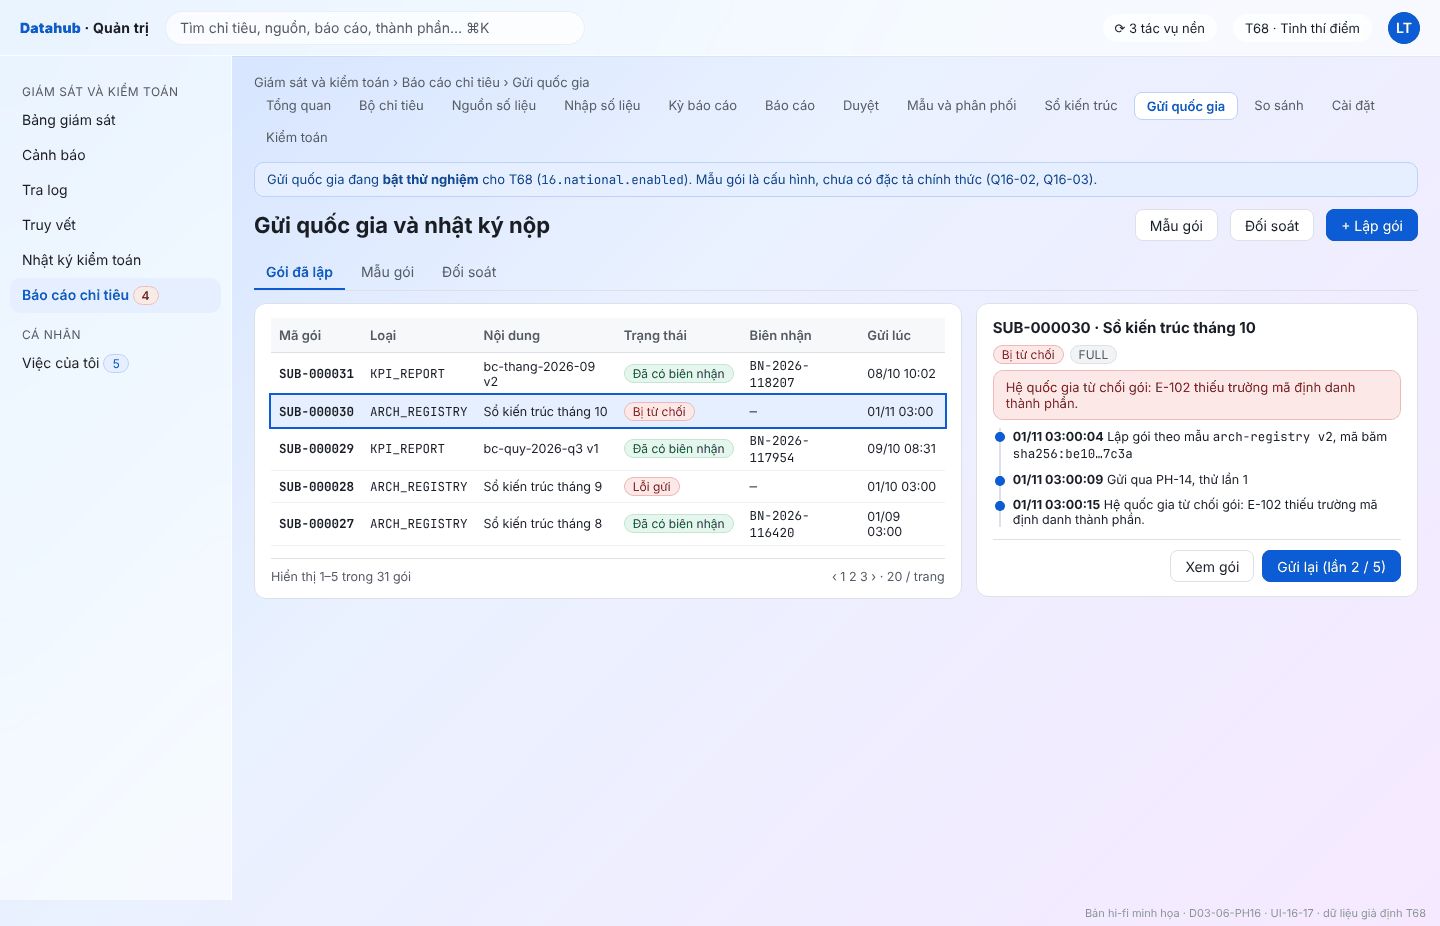 Datahub · Quản trị
Tìm chỉ tiêu, nguồn, báo cáo, thành phần... ⌘K
⟳ 3 tác vụ nền
T68 · Tỉnh thí điểm
LT
GIÁM SÁT VÀ KIỂM TOÁN
Bảng giám sát
Cảnh báo
Tra log
Truy vết
Nhật ký kiểm toán
Báo cáo chỉ tiêu 4
CÁ NHÂN
Việc của tôi 5
Giám sát và kiểm toán › Báo cáo chỉ tiêu › Gửi quốc gia
Tổng quan Bộ chỉ tiêu Nguồn số liệu Nhập số liệu Kỳ báo cáo Báo cáo Duyệt Mẫu và phân phối Sổ kiến trúc Gửi quốc gia So sánh Cài đặt
Kiểm toán
Gửi quốc gia đang bật thử nghiệm cho T68 (16.national.enabled). Mẫu gói là cấu hình, chưa có đặc tả chính thức (Q16-02, Q16-03).
Gửi quốc gia và nhật ký nộp
Mẫu gói
Đối soát
+ Lập gói
Gói đã lập Mẫu gói Đối soát
Mã gói Loại Nội dung Trạng thái Biên nhận Gửi lúc
SUB-000031 KPI_REPORT bc-thang-2026-09 v2 Đã có biên nhận BN-2026-118207 08/10 10:02
SUB-000030 ARCH_REGISTRY Sổ kiến trúc tháng 10 Bị từ chối — 01/11 03:00
SUB-000029 KPI_REPORT bc-quy-2026-q3 v1 Đã có biên nhận BN-2026-117954 09/10 08:31
SUB-000028 ARCH_REGISTRY Sổ kiến trúc tháng 9 Lỗi gửi — 01/10 03:00
SUB-000027 ARCH_REGISTRY Sổ kiến trúc tháng 8 Đã có biên nhận BN-2026-116420 01/09 03:00
Hiển thị 1–5 trong 31 gói
‹ 1 2 3 › · 20 / trang
SUB-000030 · Sổ kiến trúc tháng 10
Bị từ chối FULL
Hệ quốc gia từ chối gói: E-102 thiếu trường mã định danh
thành phần.
01/11 03:00:04 Lập gói theo mẫu arch-registry v2, mã băm
sha256:be10…7c3a
01/11 03:00:09 Gửi qua PH-14, thử lần 1
01/11 03:00:15 Hệ quốc gia từ chối gói: E-102 thiếu trường mã
định danh thành phần.
Xem gói
Gửi lại (lần 2 / 5)
Bản hi-fi minh họa · D03-06-PH16 · UI-16-17 · dữ liệu giả định T68